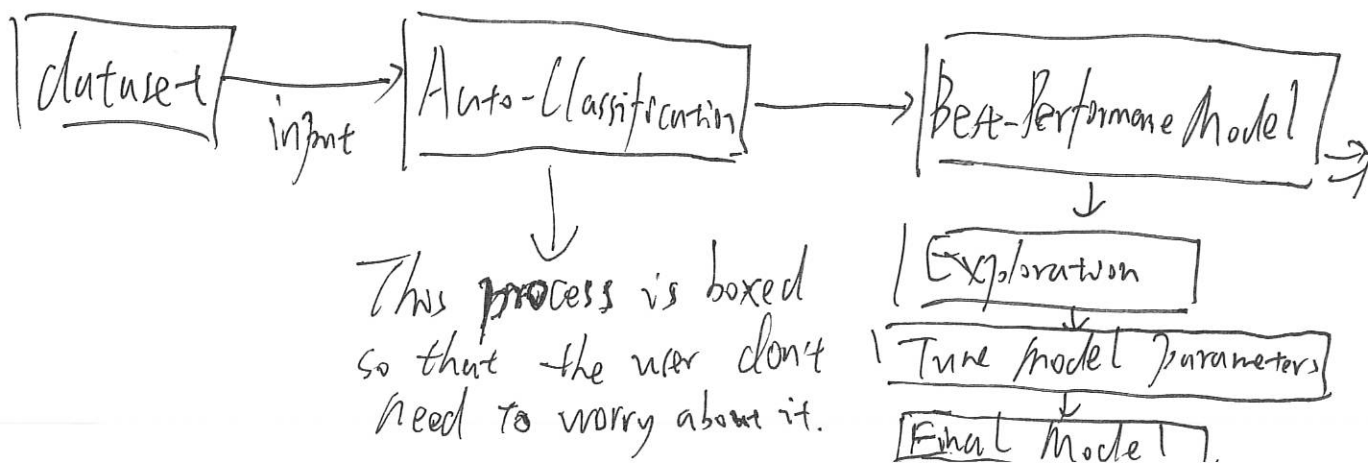 dataset
input
Auto-Classification
Best-Performane Model
This process is boxed
so that the user don't
need to worry about it.
Exploration
Tune model parameters
Final Model